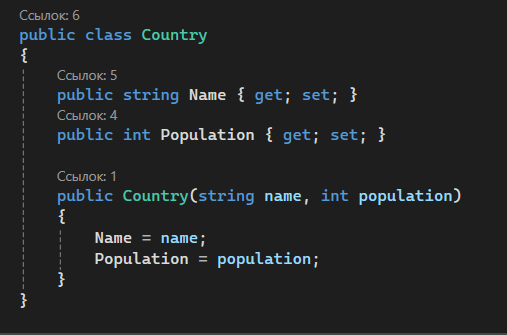 Ссылок: 6
public class Country
{
Ссылок: 5
public string Name { get; set; }
Ссылок: 4
public int Population { get; set; }
Ссылок: 1
public Country(string name, int population)
{
Name = name;
Population = population;
}
}